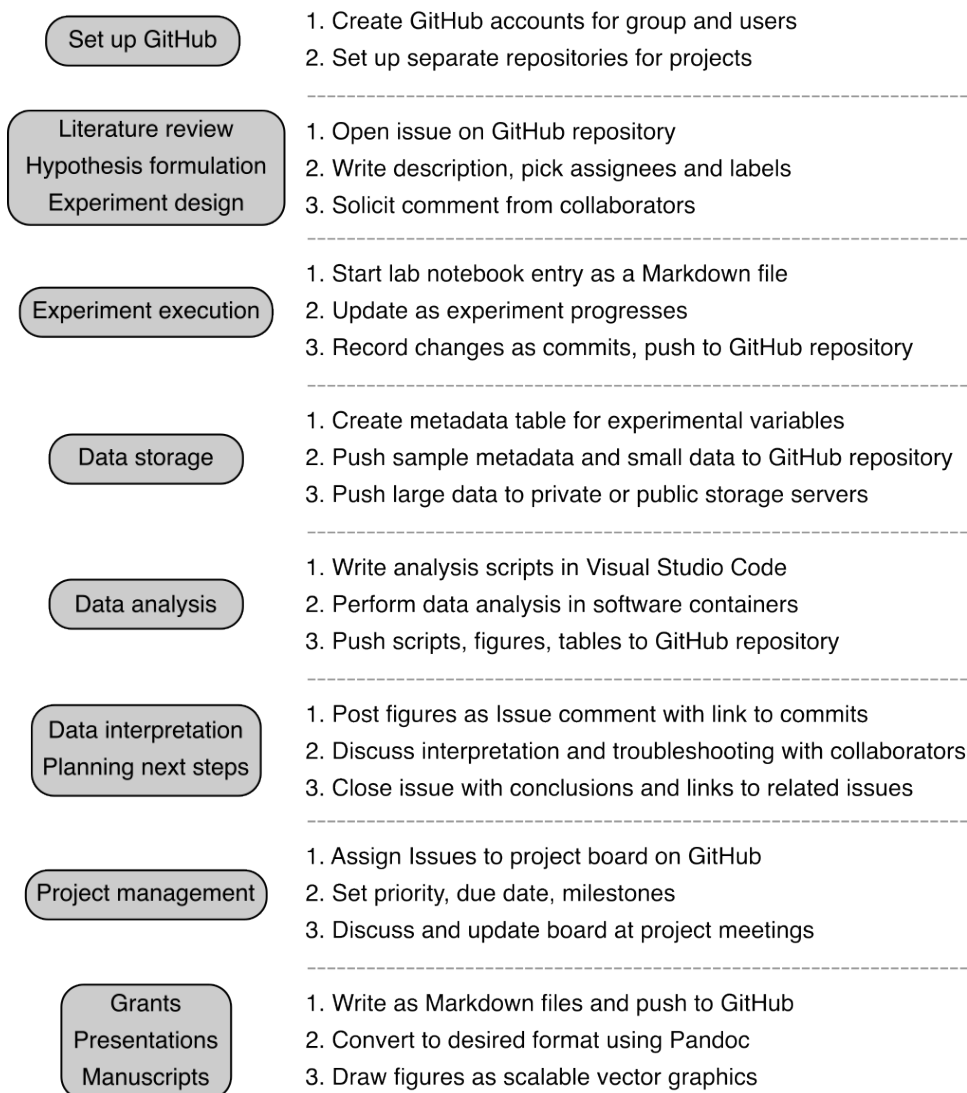 Set up GitHub
1. Create GitHub accounts for group and users
2. Set up separate repositories for projects
Literature review
Hypothesis formulation
Experiment design
1. Open issue on GitHub repository
2. Write description, pick assignees and labels
3. Solicit comment from collaborators
Experiment execution
1. Start lab notebook entry as a Markdown file
2. Update as experiment progresses
3. Record changes as commits, push to GitHub repository
Data storage
1. Create metadata table for experimental variables
2. Push sample metadata and small data to GitHub repository
3. Push large data to private or public storage servers
Data analysis
1. Write analysis scripts in Visual Studio Code
2. Perform data analysis in software containers
3. Push scripts, figures, tables to GitHub repository
Data interpretation
Planning next steps
1. Post figures as Issue comment with link to commits
2. Discuss interpretation and troubleshooting with collaborators
3. Close issue with conclusions and links to related issues
Project management
1. Assign Issues to project board on GitHub
2. Set priority, due date, milestones
3. Discuss and update board at project meetings
Grants
Presentations
Manuscripts
1. Write as Markdown files and push to GitHub
2. Convert to desired format using Pandoc
3. Draw figures as scalable vector graphics